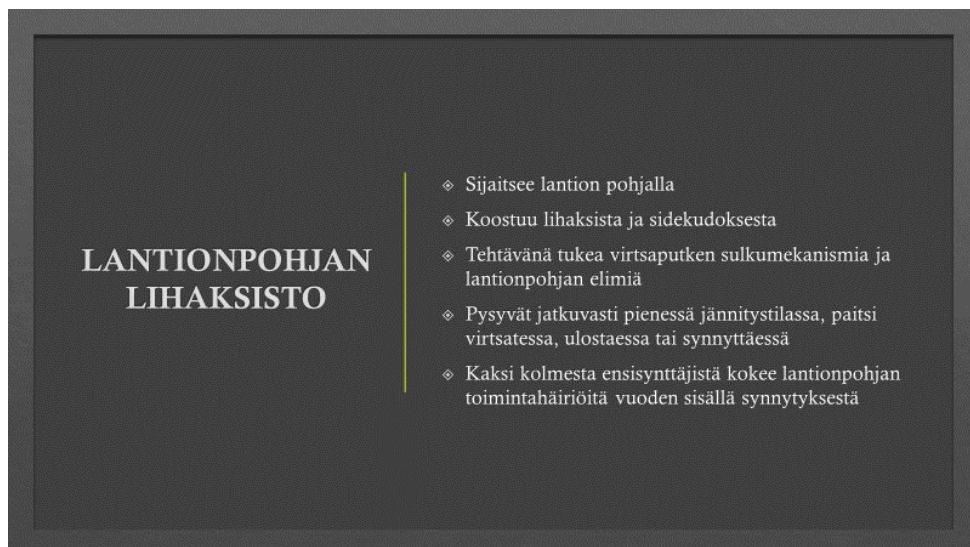 LANTIONPOHJAN
LIHAKSISTO
Sijaitsee lantion pohjalla
Koostuu lihaksista ja sidekudoksesta
Tehtävänä tukea virtsaputken sulkumekanismia ja
lantionpohjan elimiä
Pysyvät jatkuvasti pienessä jännitystilassa, paitsi
virtsatessa, ulostaessa tai synnyttäessä
Kaksi kolmesta ensisynttäjistä kokee lantionpohjan
toimintahäiriöitä vuoden sisällä synnytyksestä